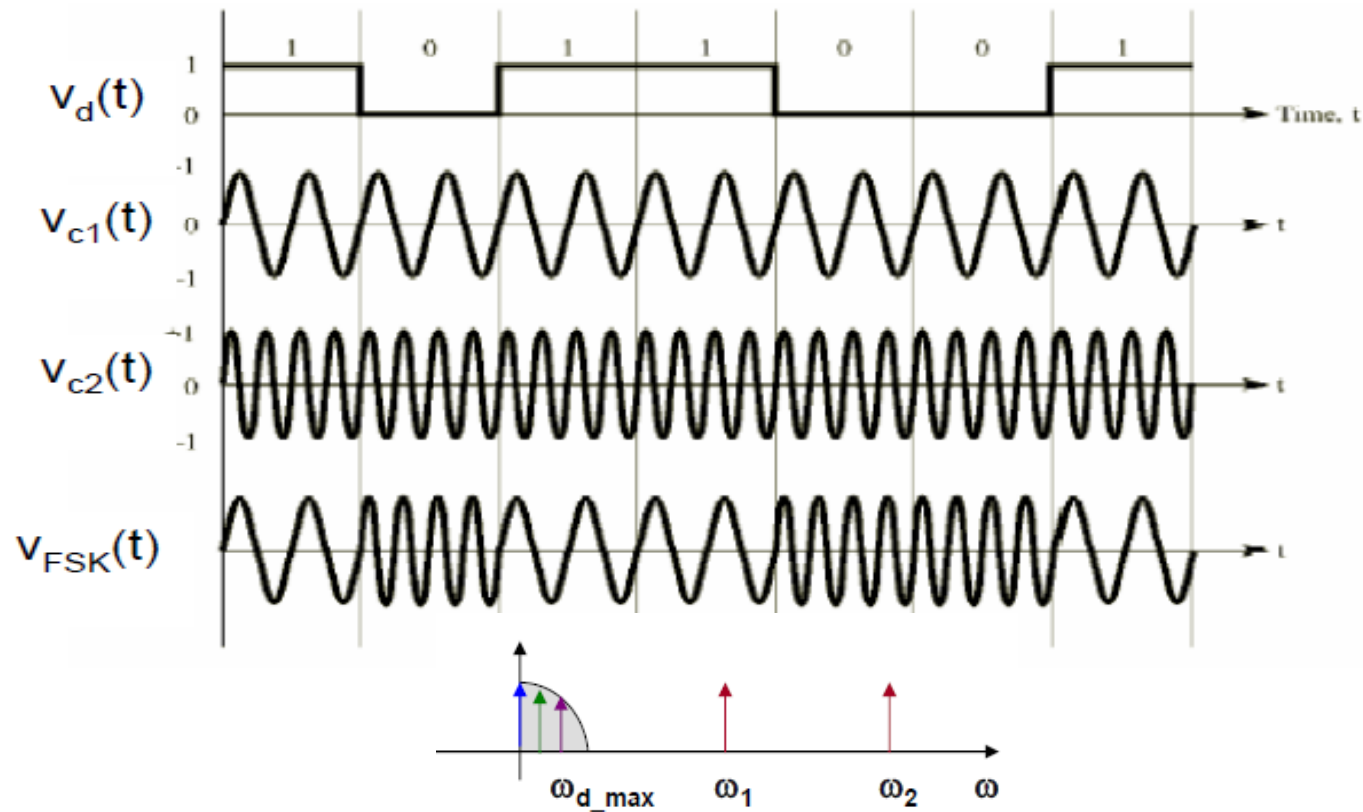 1 0 1 1 0 0 1
1
v_d(t)
0
Time, t
-1
v_c1(t)
0
t
-1
-1
v_c2(t)
0
t
-1
v_FSK(t)
t
ω_d_max ω_1 ω_2 ω